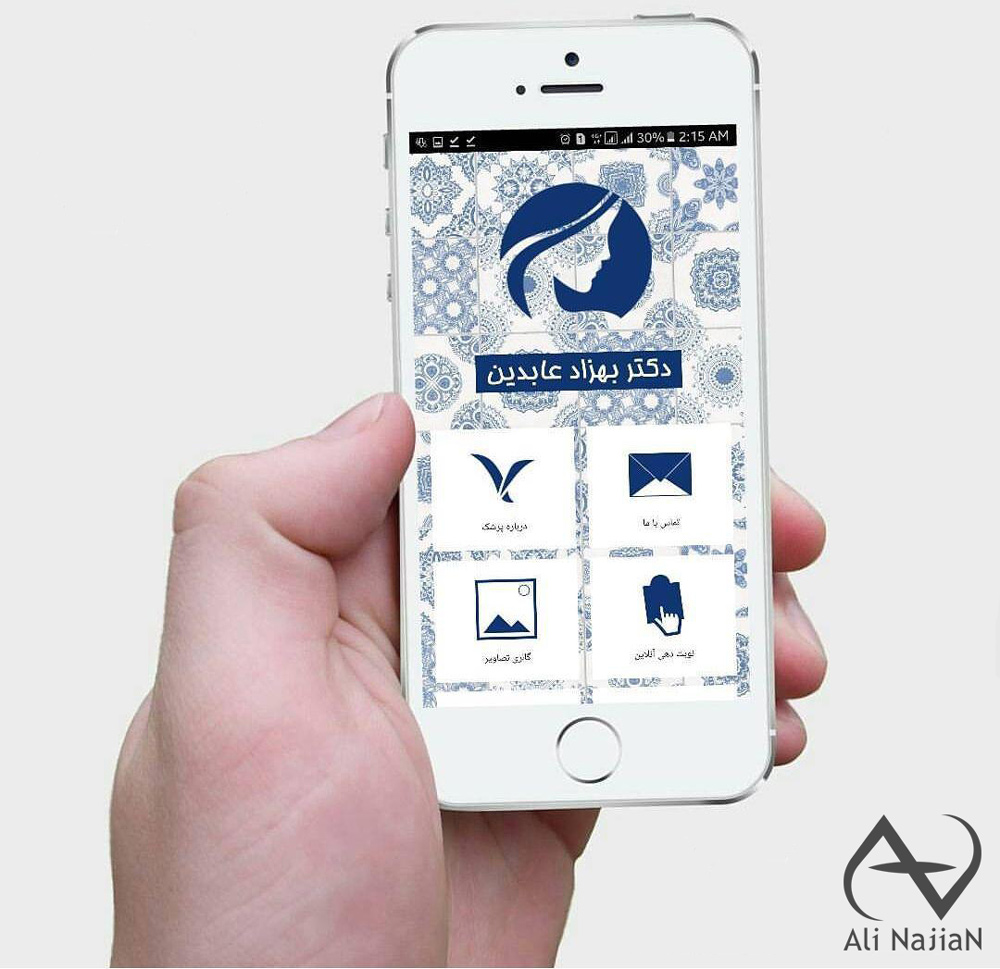 30% 2:15 AM
دکتر بهزاد عابدین
درباره پزشک
تماس با ما
گالری تصاویر
نوبت دهی آنلاین
Ali NajiaN